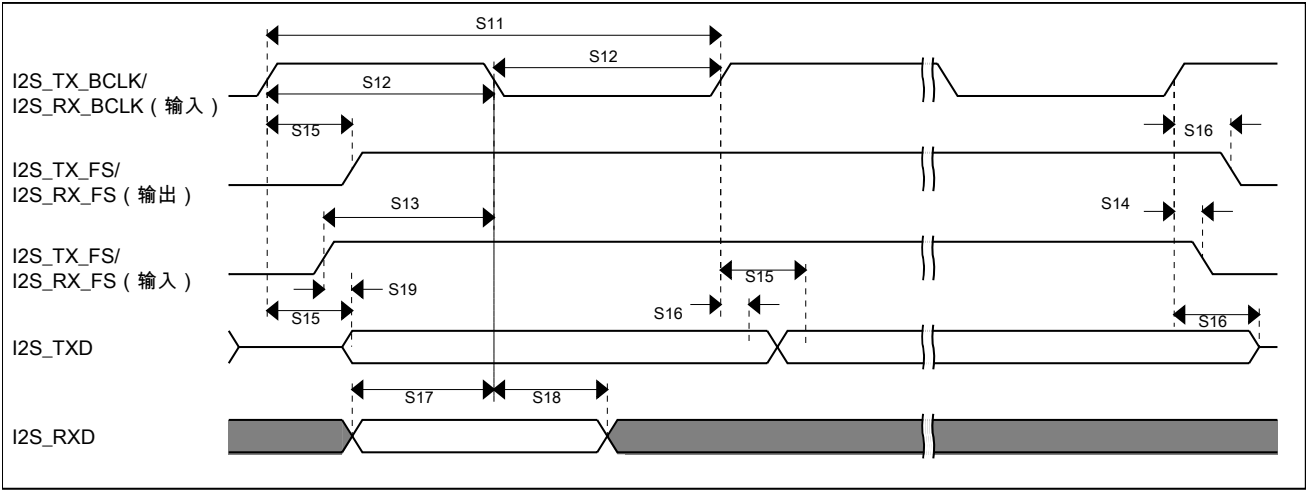 S11
I2S_TX_BCLK/
I2S_RX_BCLK（输入）
S12
S12
S15
S16
I2S_TX_FS/
I2S_RX_FS（输出）
S13
S14
I2S_TX_FS/
I2S_RX_FS（输入）
S15
S19
S15
S16
S16
I2S_TXD
S17
S18
I2S_RXD